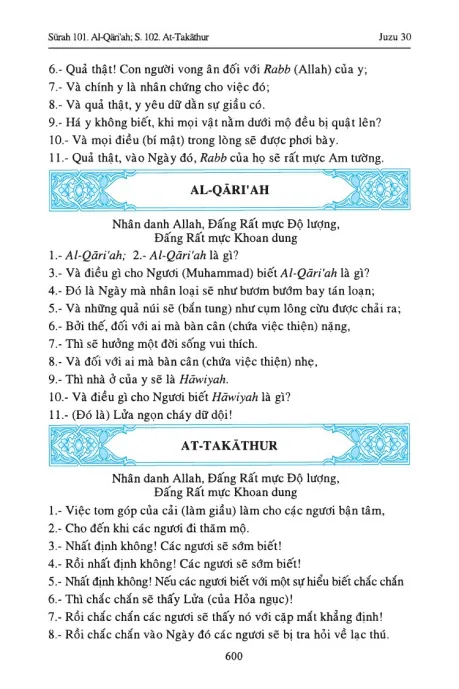 Sūrah 101. Al-Qāri'ah; S. 102. At-Takāthur Juzu 30
6.- Quả thật! Con người vong ân đối với Rabb (Allah) của y;
7.- Và chính y là nhân chứng cho việc đó;
8.- Và quả thật, y yêu dữ dằn sự giầu có.
9.- Há y không biết, khi mọi vật nằm dưới mộ đều bị quật lên?
10.- Và mọi điều (bí mật) trong lòng sẽ được phơi bày.
11.- Quả thật, vào Ngày đó, Rabb của họ sẽ rất mực Am tường.
AL-QĀRI'AH
Nhân danh Allah, Đấng Rất mực Độ lượng,
Đấng Rất mực Khoan dung
1.- Al-Qāri'ah; 2.- Al-Qāri'ah là gì?
3.- Và điều gì cho Ngươi (Muhammad) biết Al-Qāri'ah là gì?
4.- Đó là Ngày mà nhân loại sẽ như bươm bướm bay tán loạn;
5.- Và những quả núi sẽ (bắn tung) như cụm lông cừu được chải ra;
6.- Bởi thế, đối với ai mà bàn cân (chứa việc thiện) nặng,
7.- Thì sẽ hưởng một đời sống vui thích.
8.- Và đối với ai mà bàn cân (chứa việc thiện) nhẹ,
9.- Thì nhà ở của y sẽ là Hāwiyah.
10.- Và điều gì cho Ngươi biết Hāwiyah là gì?
11.- (Đó là) Lửa ngọn cháy dữ dội!
AT-TAKĀTHUR
Nhân danh Allah, Đấng Rất mực Độ lượng,
Đấng Rất mực Khoan dung
1.- Việc tom góp của cải (làm giầu) làm cho các ngươi bận tâm,
2.- Cho đến khi các ngươi đi thăm mộ.
3.- Nhất định không! Các ngươi sẽ sớm biết!
4.- Rồi nhất định không! Các ngươi sẽ sớm biết!
5.- Nhất định không! Nếu các ngươi biết với một sự hiểu biết chắc chắn
6.- Thì chắc chắn sẽ thấy Lửa (của Hỏa ngục)!
7.- Rồi chắc chắn các ngươi sẽ thấy nó với cặp mắt khẳng định!
8.- Rồi chắc chắn vào Ngày đó các ngươi sẽ bị tra hỏi về lạc thú.
600